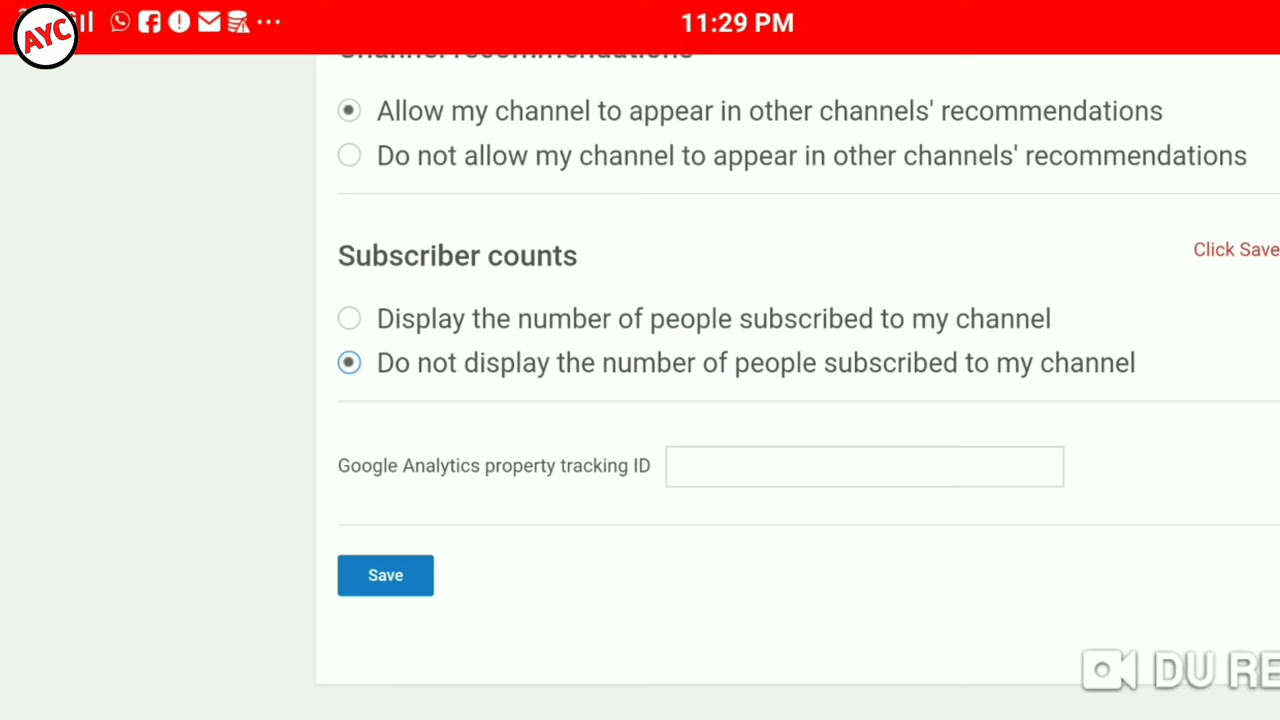 AYC
11:29 PM
Channel recommendations
Allow my channel to appear in other channels' recommendations
Do not allow my channel to appear in other channels' recommendations
Subscriber counts
Click Save
Display the number of people subscribed to my channel
Do not display the number of people subscribed to my channel
Google Analytics property tracking ID
Save
DU RE